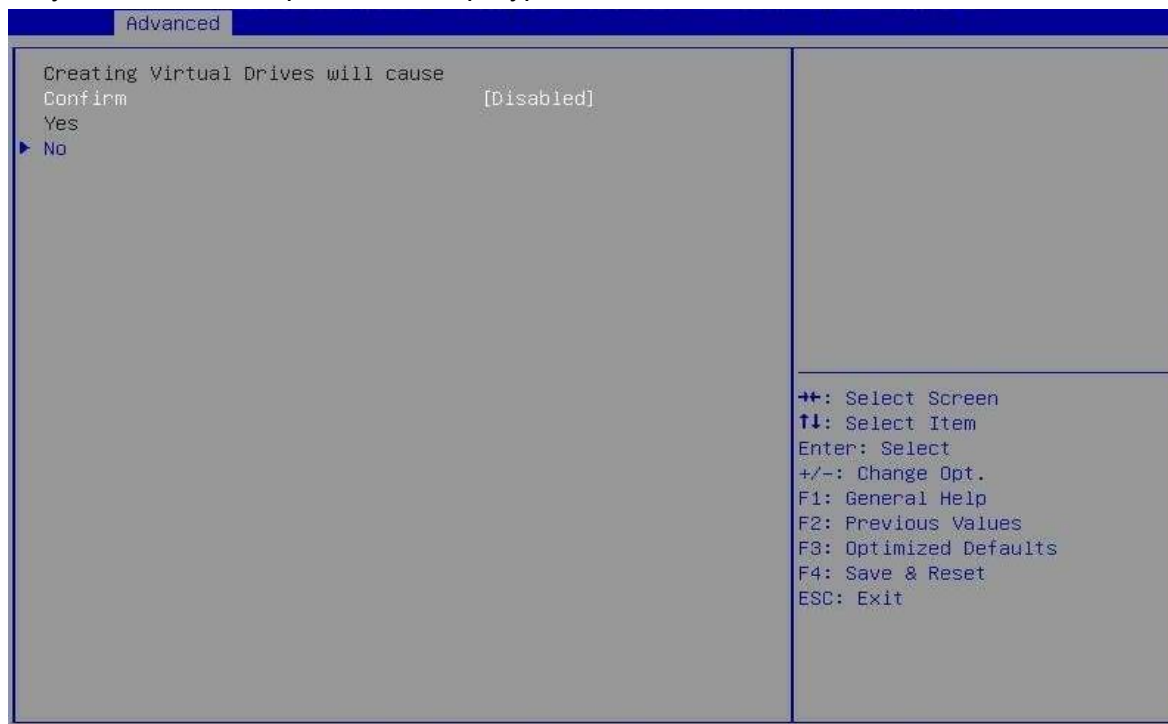 Advanced
Creating Virtual Drives will cause
Confirm [Disabled]
Yes
▶ No
→←: Select Screen
↑↓: Select Item
Enter: Select
+/-: Change Opt.
F1: General Help
F2: Previous Values
F3: Optimized Defaults
F4: Save & Reset
ESC: Exit